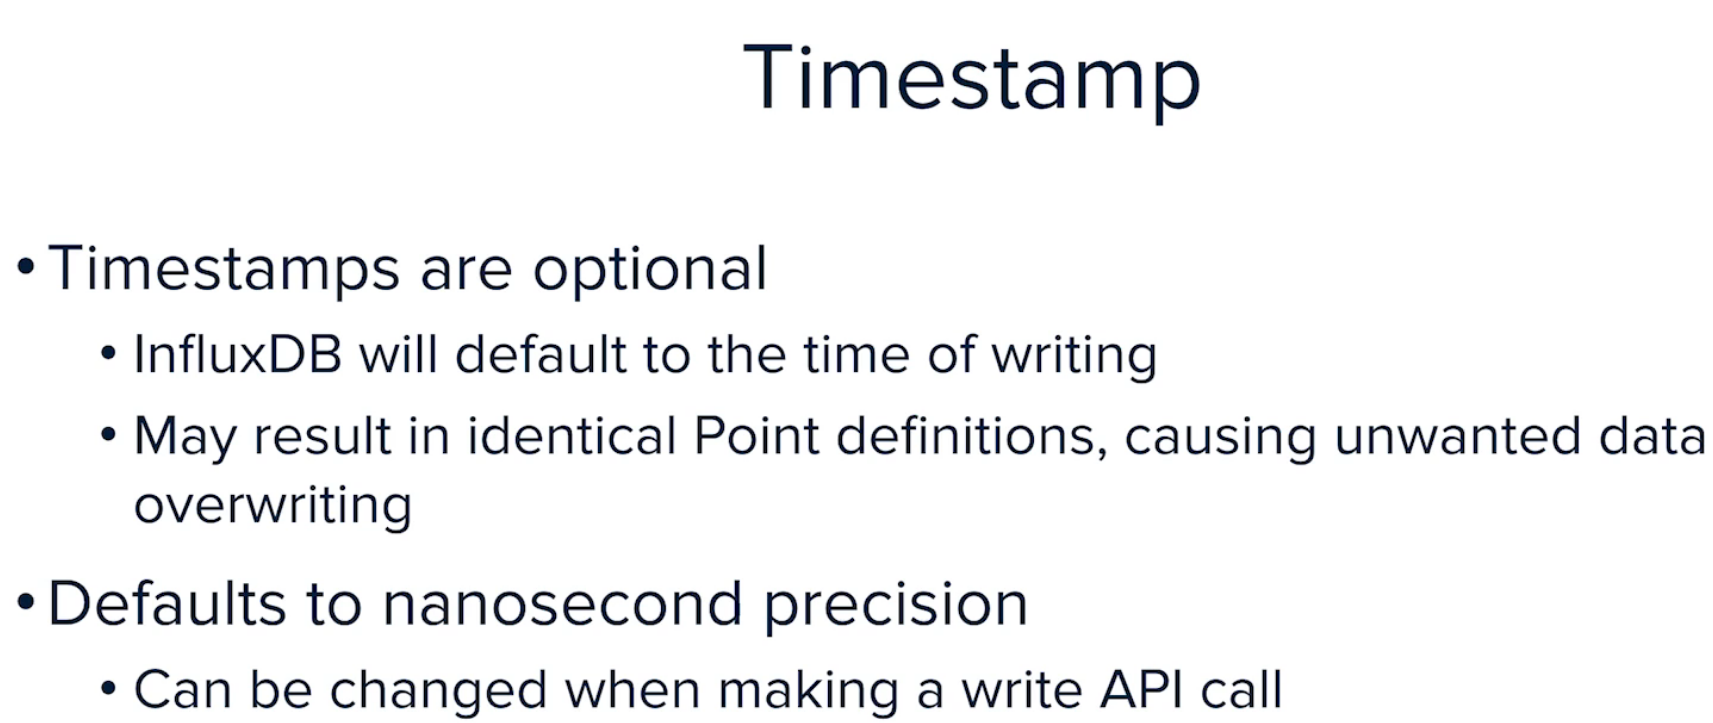 Timestamp
• Timestamps are optional
• InfluxDB will default to the time of writing
• May result in identical Point definitions, causing unwanted data
overwriting
• Defaults to nanosecond precision
• Can be changed when making a write API call